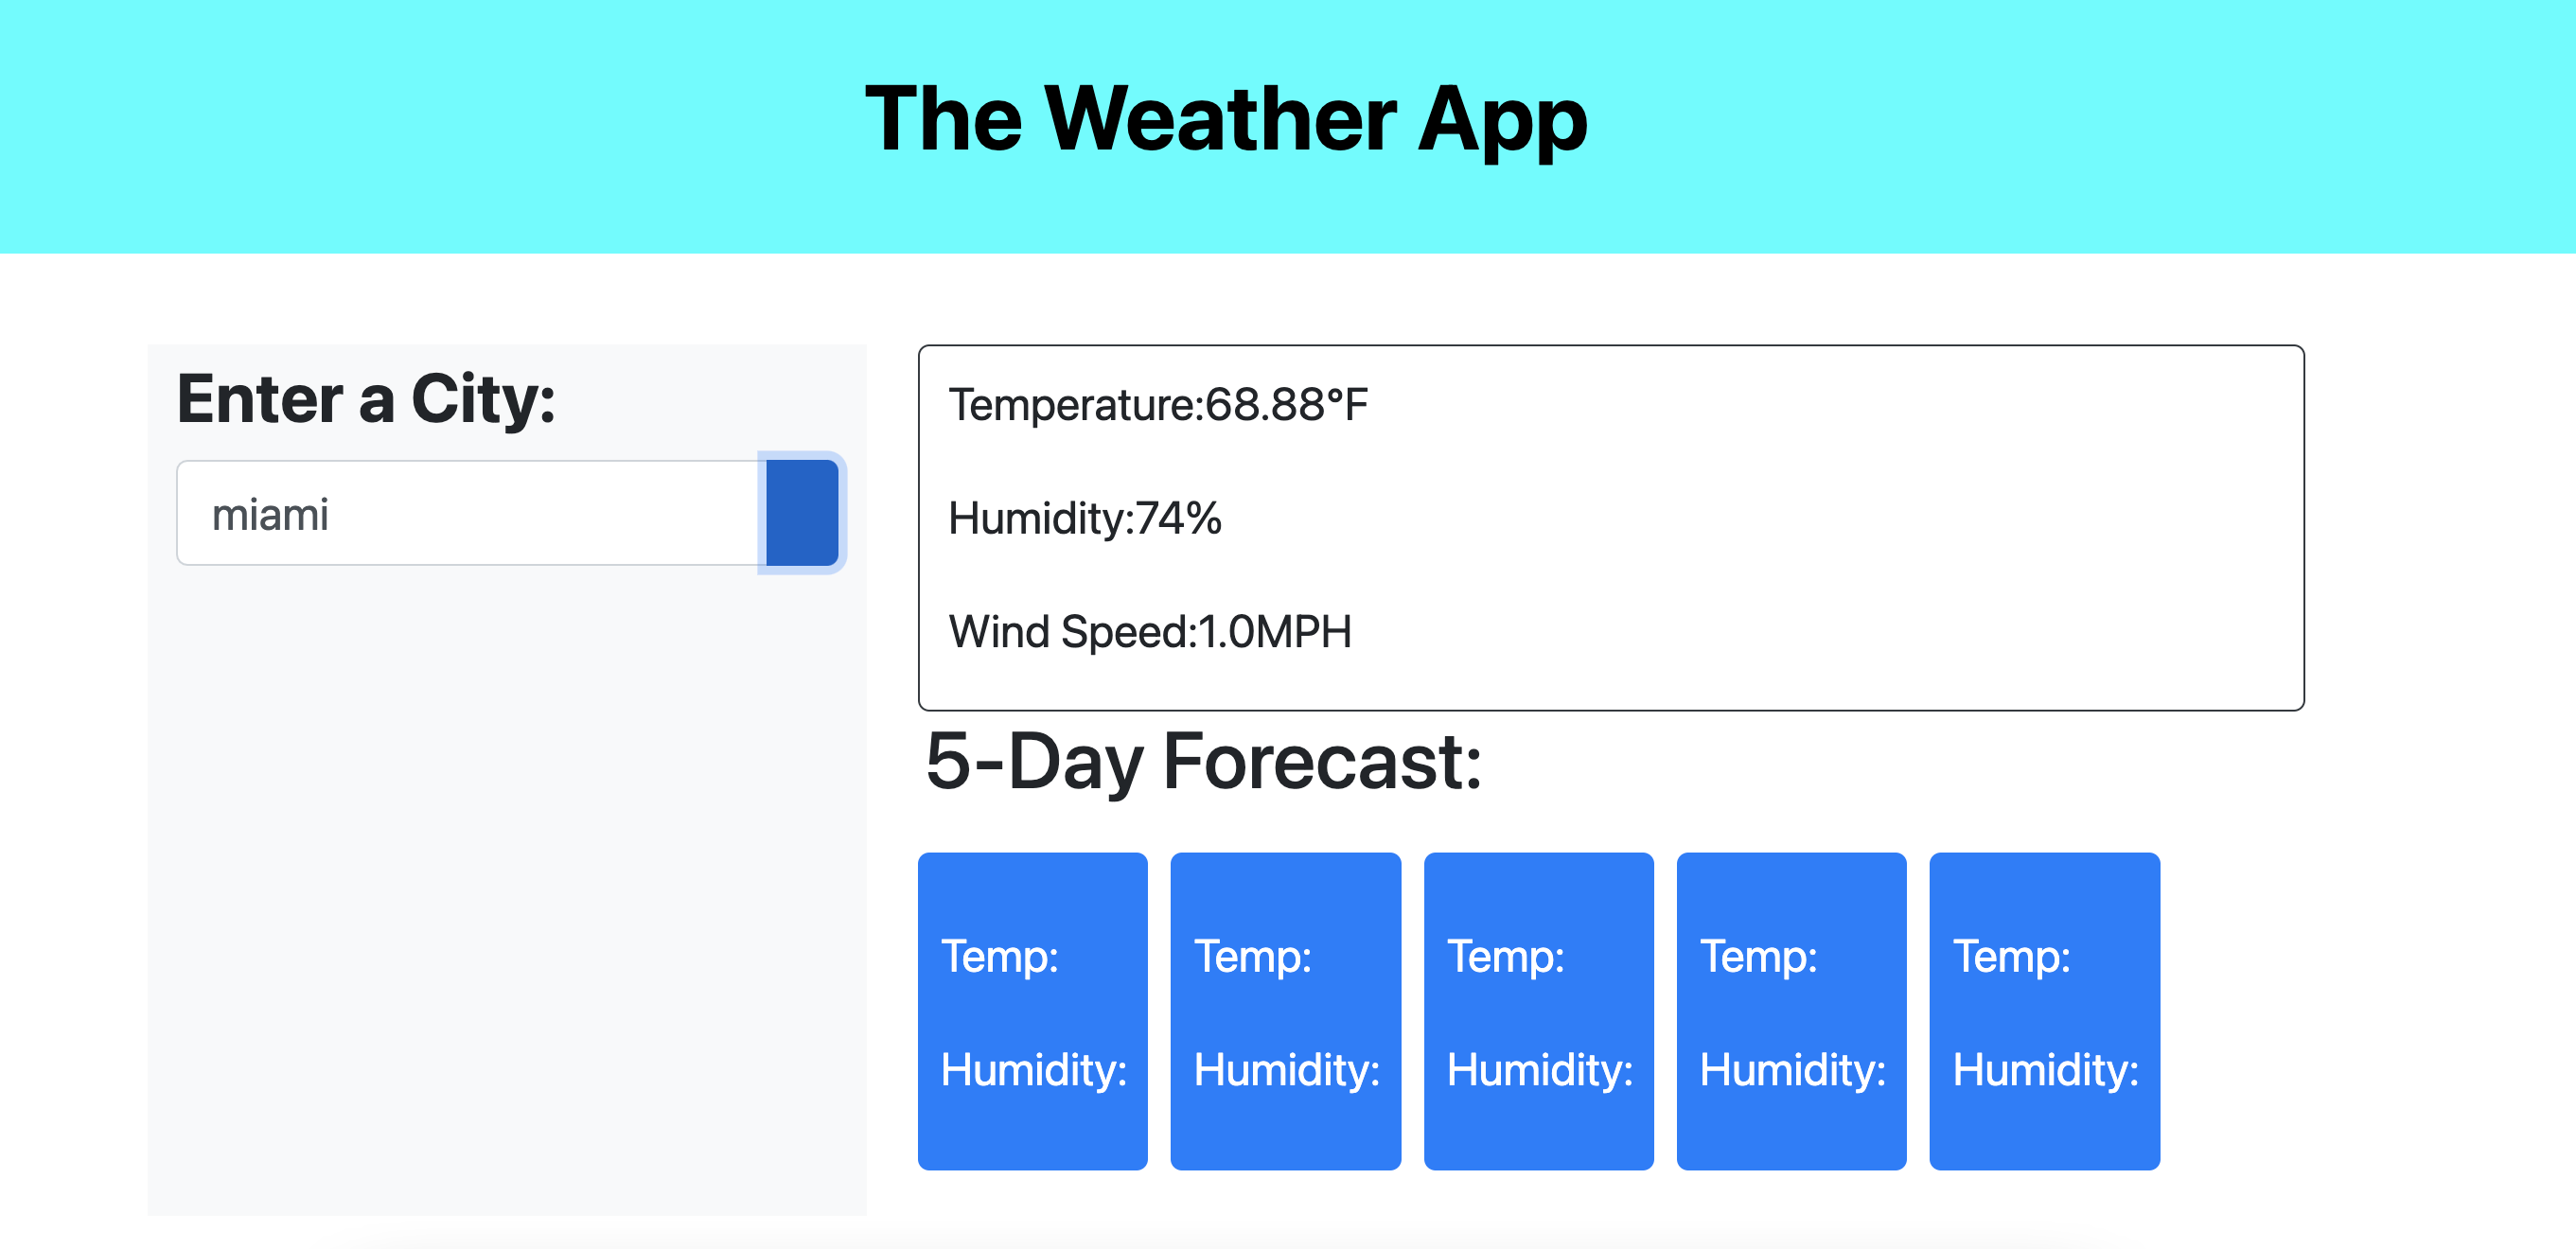 The Weather App
Enter a City:
miami
Temperature:68.88°F
Humidity:74%
Wind Speed:1.0MPH
5-Day Forecast:
Temp:
Humidity:
Temp:
Humidity:
Temp:
Humidity:
Temp:
Humidity:
Temp:
Humidity: